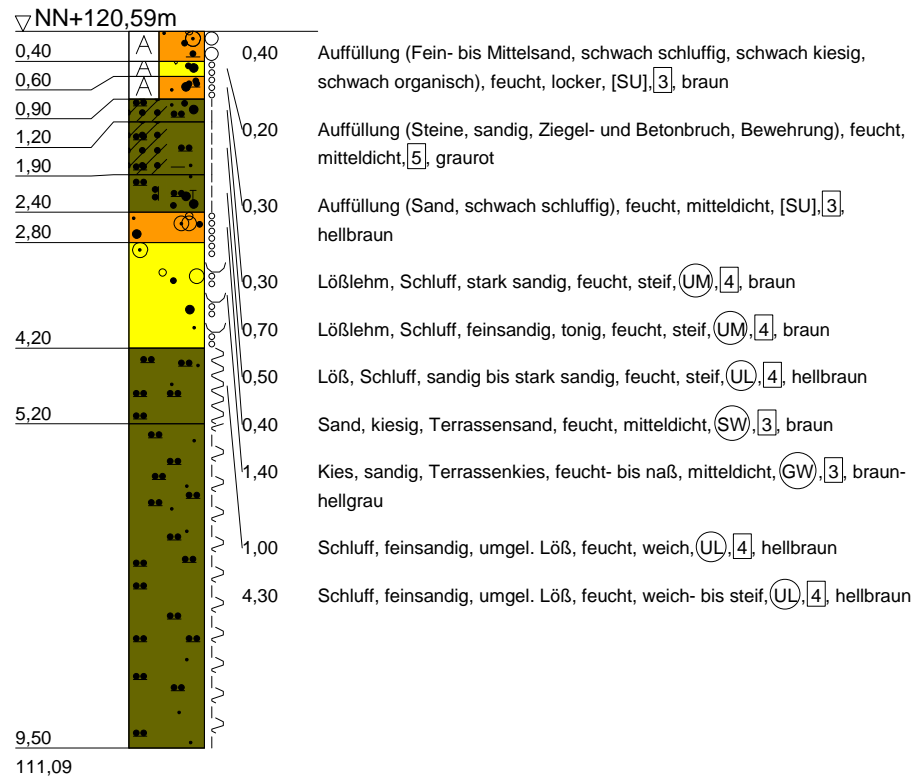 NN+120,59m
0,40
0,60
0,90
1,20
1,90
2,40
2,80
4,20
5,20
9,50
111,09
A
A
A
0,40 Auffüllung (Fein- bis Mittelsand, schwach schluffig, schwach kiesig,
schwach organisch), feucht, locker, [SU], 3, braun
0,20 Auffüllung (Steine, sandig, Ziegel- und Betonbruch, Bewehrung), feucht,
mitteldicht, 5, graurot
0,30 Auffüllung (Sand, schwach schluffig), feucht, mitteldicht, [SU], 3,
hellbraun
0,30 Lößlehm, Schluff, stark sandig, feucht, steif, UM, 4, braun
0,70 Lößlehm, Schluff, feinsandig, tonig, feucht, steif, UM, 4, braun
0,50 Löß, Schluff, sandig bis stark sandig, feucht, steif, UL, 4, hellbraun
0,40 Sand, kiesig, Terrassensand, feucht, mitteldicht, SW, 3, braun
1,40 Kies, sandig, Terrassenkies, feucht- bis naß, mitteldicht, GW, 3, braun-
hellgrau
1,00 Schluff, feinsandig, umgel. Löß, feucht, weich, UL, 4, hellbraun
4,30 Schluff, feinsandig, umgel. Löß, feucht, weich- bis steif, UL, 4, hellbraun